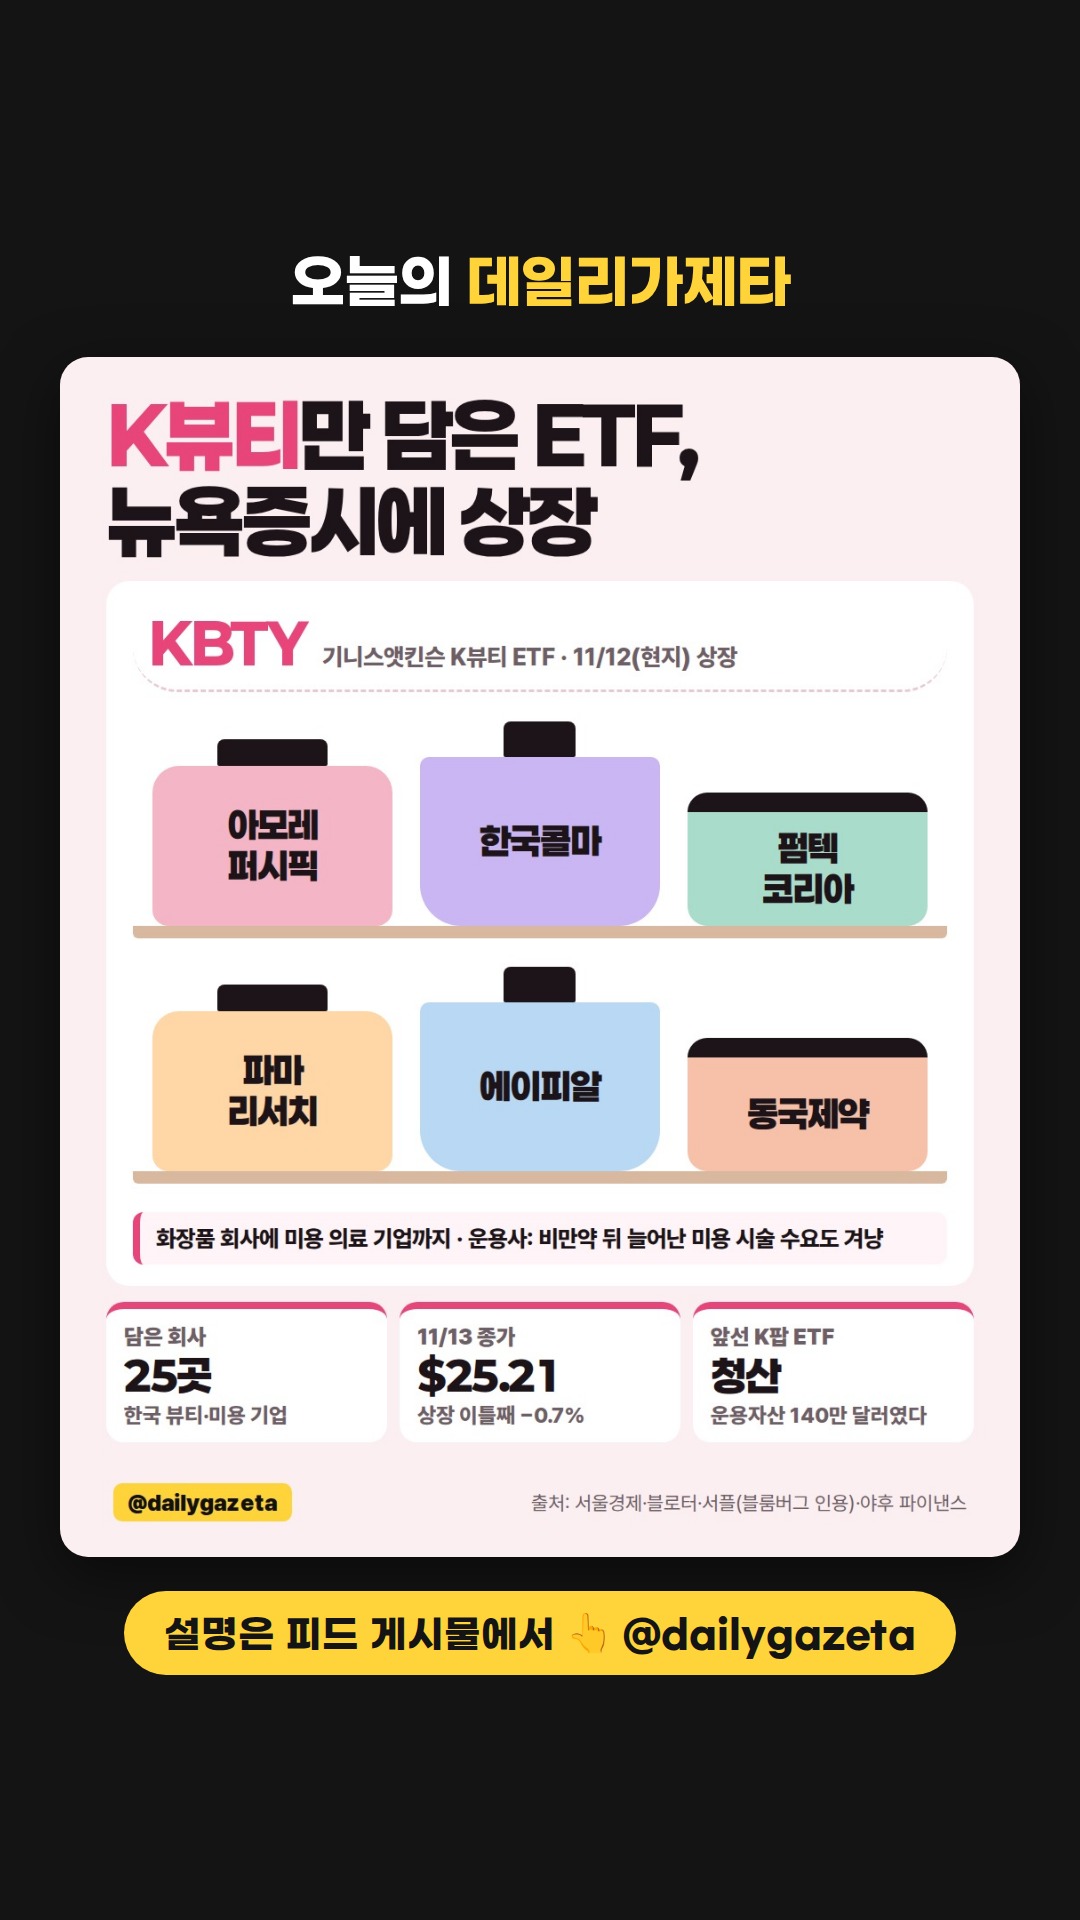 오늘의 데일리가제타
K뷰티만 담은 ETF,
뉴욕증시에 상장
KBTY 기니스앳킨슨 K뷰티 ETF · 11/12(현지) 상장
아모레
퍼시픽
한국콜마
펌텍
코리아
파마
리서치
에이피알
동국제약
화장품 회사에 미용 의료 기업까지 · 운용사: 비만약 뒤 늘어난 미용 시술 수요도 겨냥
담은 회사
25곳
한국 뷰티·미용 기업
11/13 종가
$25.21
상장 이틀째 −0.7%
앞선 K팝 ETF
청산
운용자산 140만 달러였다
@dailygazeta
출처: 서울경제·블로터·서플(블룸버그 인용)·야후 파이낸스
설명은 피드 게시물에서 👆 @dailygazeta